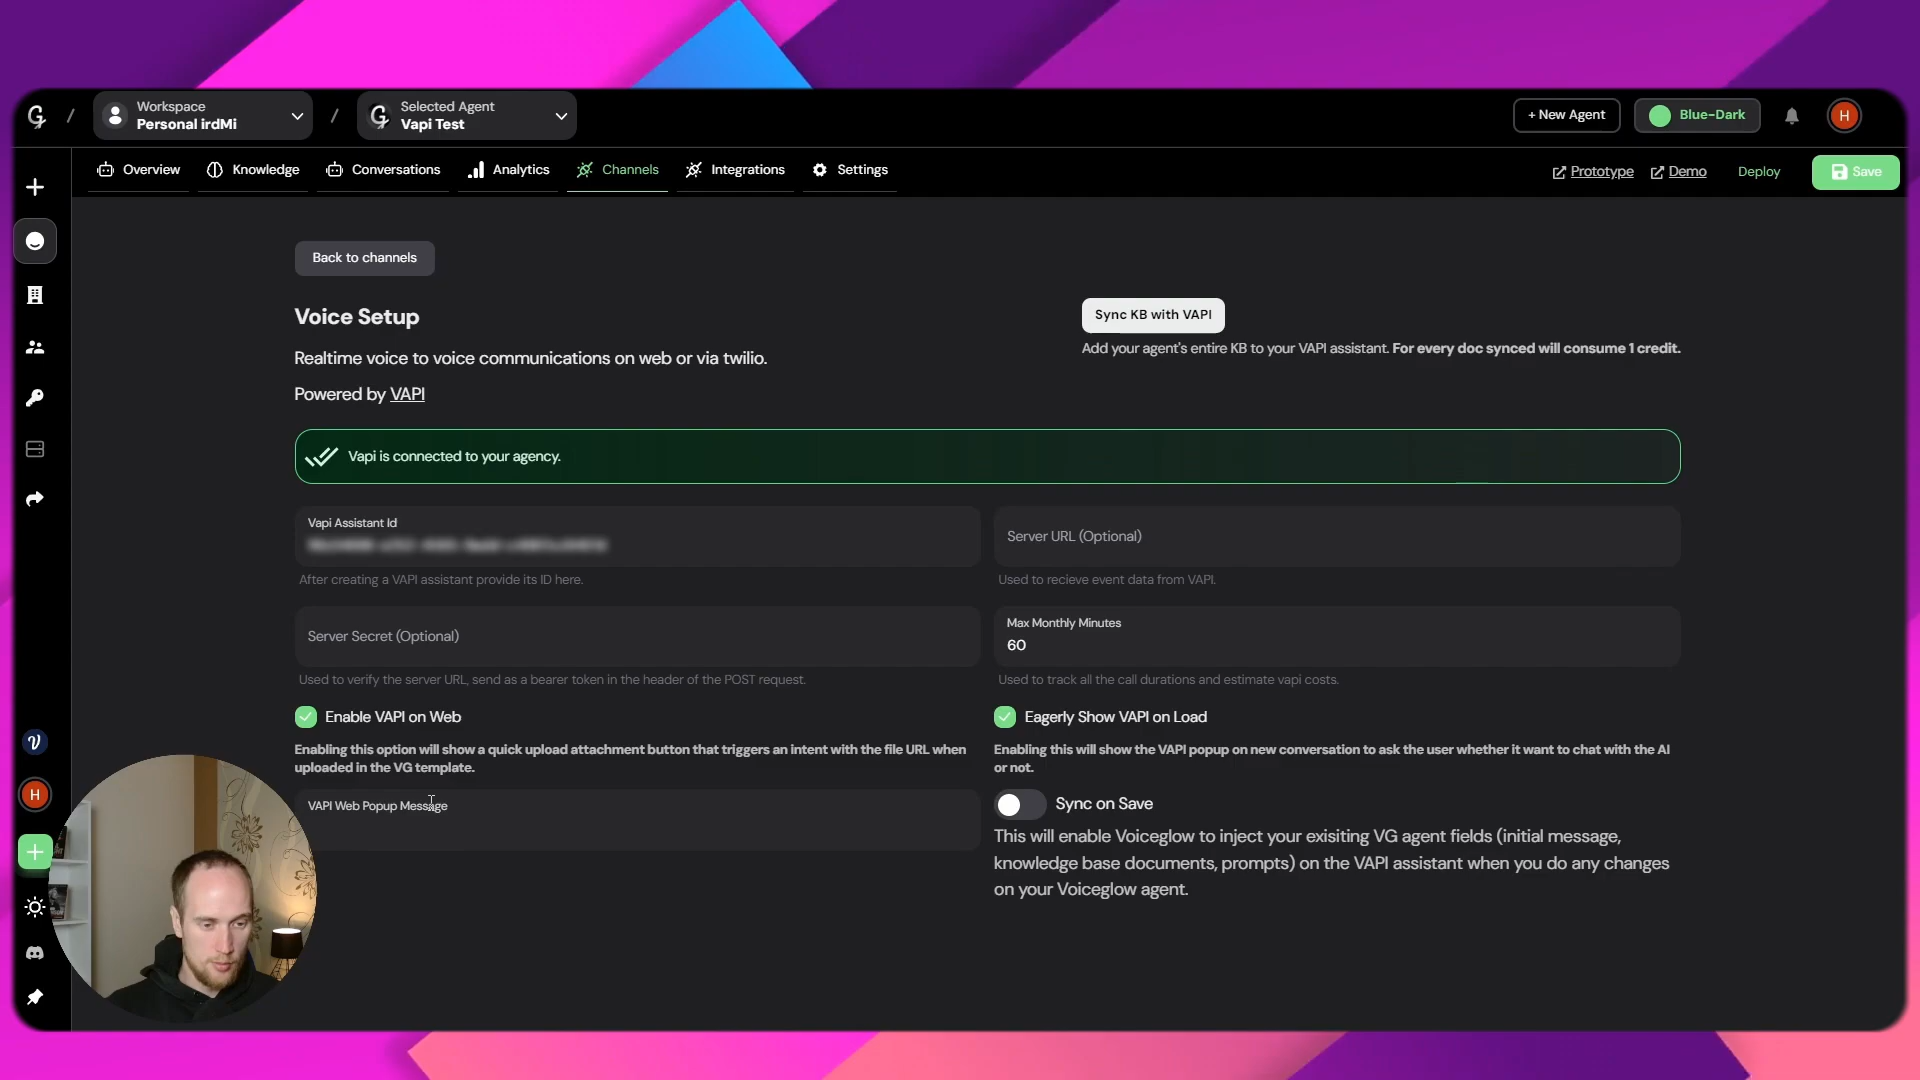 Workspace
Personal irdMi
Selected Agent
Vapi Test
+ New Agent
Blue-Dark
H
Overview
Knowledge
Conversations
Analytics
Channels
Integrations
Settings
Prototype
Demo
Deploy
Save
Back to channels
Voice Setup
Sync KB with VAPI
Add your agent's entire KB to your VAPI assistant. For every doc synced will consume 1 credit.
Realtime voice to voice communications on web or via twilio.
Powered by VAPI
Vapi is connected to your agency.
Vapi Assistant Id
After creating a VAPI assistant provide its ID here.
Server URL (Optional)
Used to recieve event data from VAPI.
Server Secret (Optional)
Used to verify the server URL, send as a bearer token in the header of the POST request.
Max Monthly Minutes
60
Used to track all the call durations and estimate vapi costs.
Enable VAPI on Web
Enabling this option will show a quick upload attachment button that triggers an intent with the file URL when
uploaded in the VG template.
Eagerly Show VAPI on Load
Enabling this will show the VAPI popup on new conversation to ask the user whether it want to chat with the AI
or not.
VAPI Web Popup Message
Sync on Save
This will enable Voiceglow to inject your exisiting VG agent fields (initial message,
knowledge base documents, prompts) on the VAPI assistant when you do any changes
on your Voiceglow agent.
H